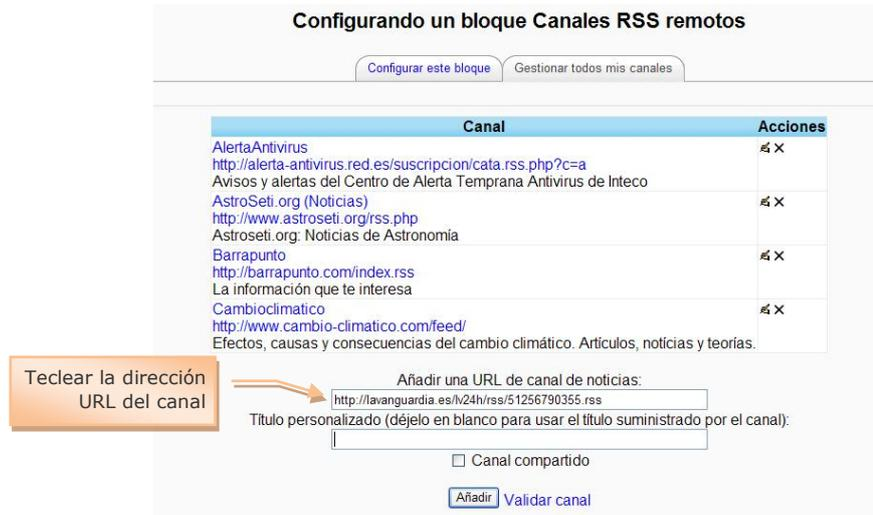 Configurando un bloque Canales RSS remotos
Configurar este bloque
Gestionar todos mis canales
Canal
Acciones
AlertaAntivirus
http://alerta-antivirus.red.es/suscripcion/cata.rss.php?c=a
Avisos y alertas del Centro de Alerta Temprana Antivirus de Inteco
AstroSeti.org (Noticias)
http://www.astroseti.org/rss.php
Astroseti.org: Noticias de Astronomía
Barrapunto
http://barrapunto.com/index.rss
La información que te interesa
Cambioclimatico
http://www.cambio-climatico.com/feed/
Efectos, causas y consecuencias del cambio climático. Artículos, notícias y teorías.
Teclear la dirección
URL del canal
Añadir una URL de canal de noticias:
http://lavanguardia.es/lv24h/rss/51256790355.rss
Título personalizado (déjelo en blanco para usar el título suministrado por el canal):
Canal compartido
Añadir
Validar canal